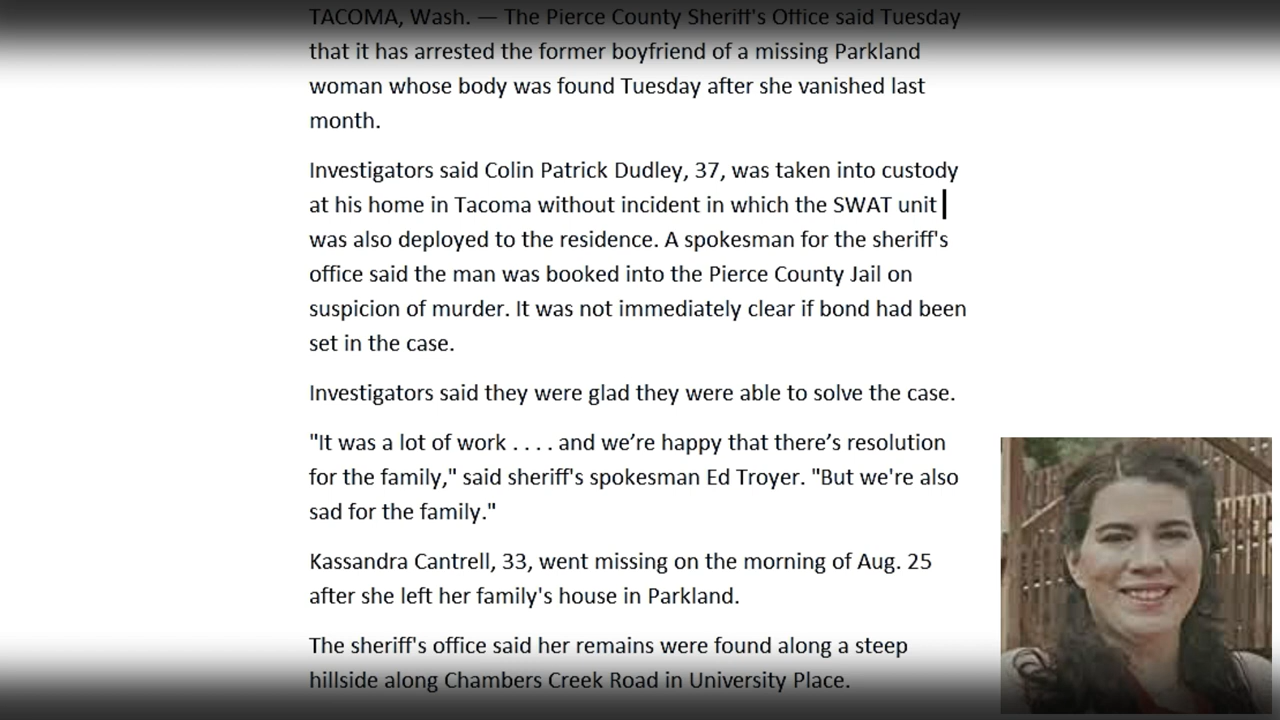 TACOMA, Wash. — The Pierce County Sheriff's Office said Tuesday
that it has arrested the former boyfriend of a missing Parkland
woman whose body was found Tuesday after she vanished last
month.
Investigators said Colin Patrick Dudley, 37, was taken into custody
at his home in Tacoma without incident in which the SWAT unit
was also deployed to the residence. A spokesman for the sheriff's
office said the man was booked into the Pierce County Jail on
suspicion of murder. It was not immediately clear if bond had been
set in the case.
Investigators said they were glad they were able to solve the case.
"It was a lot of work . . . . and we’re happy that there’s resolution
for the family," said sheriff's spokesman Ed Troyer. "But we're also
sad for the family."
Kassandra Cantrell, 33, went missing on the morning of Aug. 25
after she left her family's house in Parkland.
The sheriff's office said her remains were found along a steep
hillside along Chambers Creek Road in University Place.